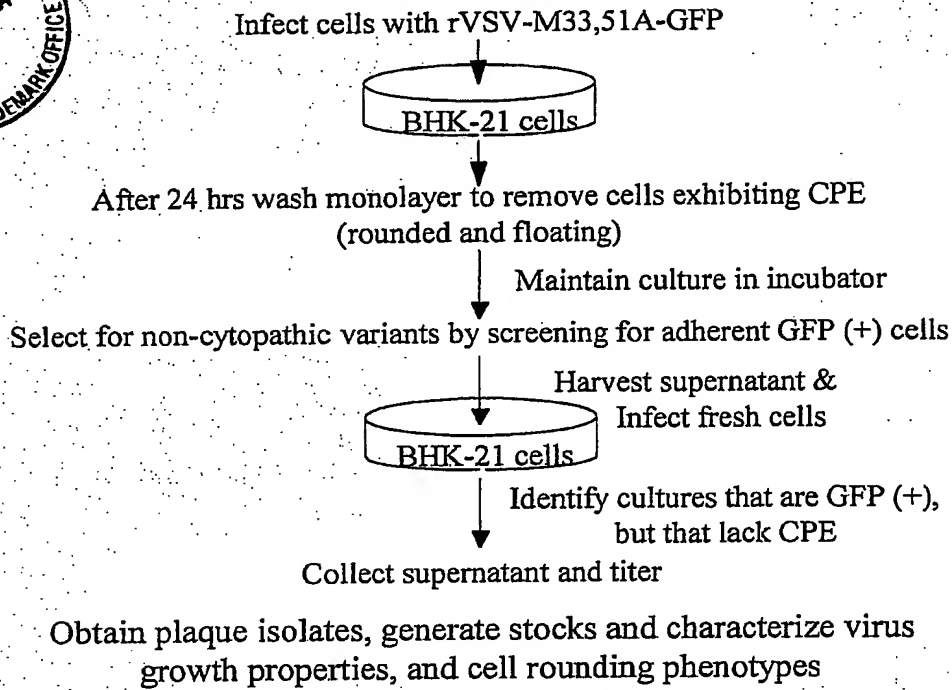 DEMARK OFFICE
Infect cells with rVSV-M33,51A-GFP
BHK-21 cells
After 24 hrs wash monolayer to remove cells exhibiting CPE
(rounded and floating)
Maintain culture in incubator
Select for non-cytopathic variants by screening for adherent GFP (+) cells
Harvest supernatant &
Infect fresh cells
BHK-21 cells
Identify cultures that are GFP (+),
but that lack CPE
Collect supernatant and titer
Obtain plaque isolates, generate stocks and characterize virus
growth properties, and cell rounding phenotypes